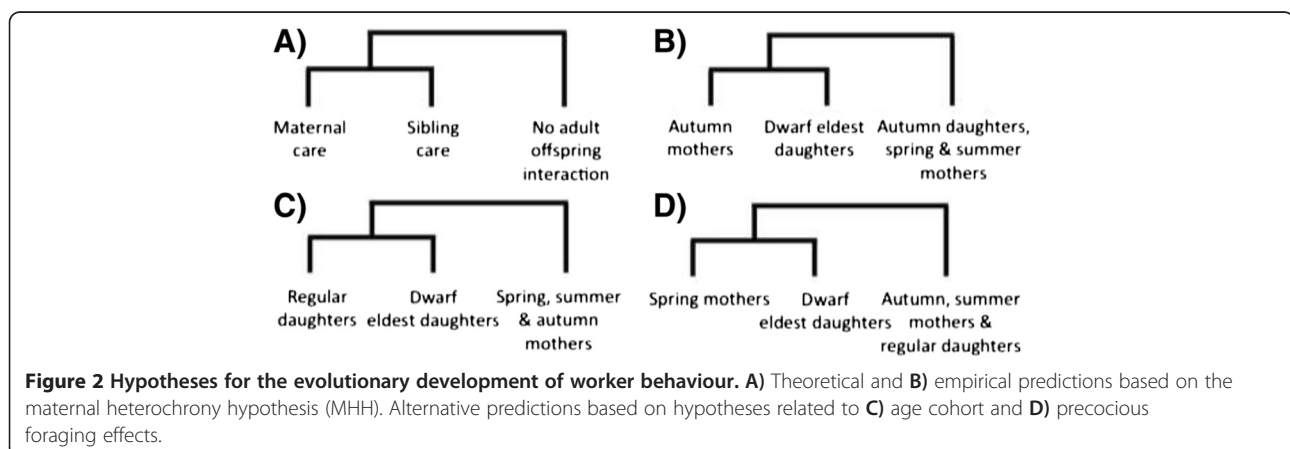 A)
Maternal care
Sibling care
No adult offspring interaction
B)
Autumn mothers
Dwarf eldest daughters
Autumn daughters, spring & summer mothers
C)
Regular daughters
Dwarf eldest daughters
Spring, summer & autumn mothers
D)
Spring mothers
Dwarf eldest daughters
Autumn, summer mothers & regular daughters
Figure 2 Hypotheses for the evolutionary development of worker behaviour. A) Theoretical and B) empirical predictions based on the
maternal heterochrony hypothesis (MHH). Alternative predictions based on hypotheses related to C) age cohort and D) precocious
foraging effects.